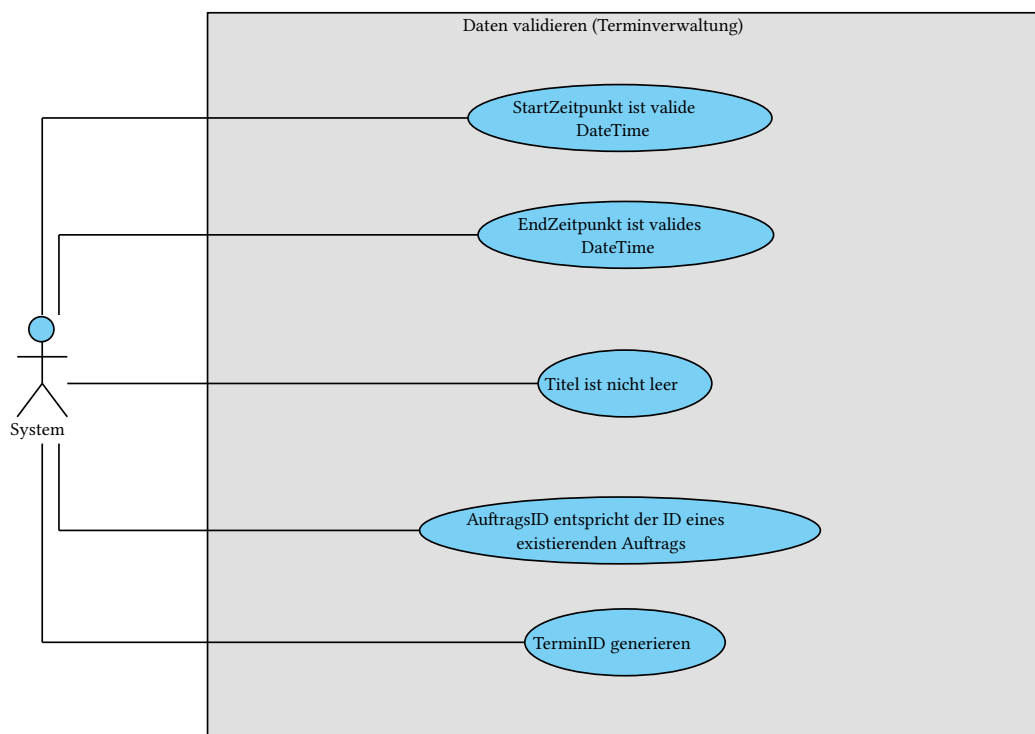 Daten validieren (Terminverwaltung)
StartZeitpunkt ist valide
DateTime
EndZeitpunkt ist valides
DateTime
Titel ist nicht leer
System
AuftragsID entspricht der ID eines
existierenden Auftrags
TerminID generieren